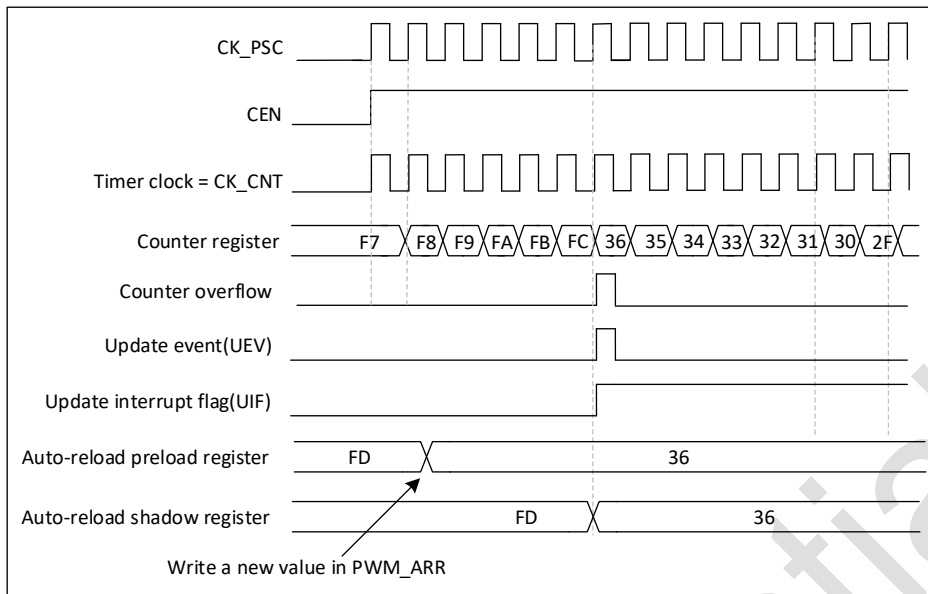 CK_PSC
CEN
Timer clock = CK_CNT
Counter register F7 F8 F9 FA FB FC 36 35 34 33 32 31 30 2F
Counter overflow
Update event(UEV)
Update interrupt flag(UIF)
Auto-reload preload register FD 36
Auto-reload shadow register FD 36
Write a new value in PWM_ARR